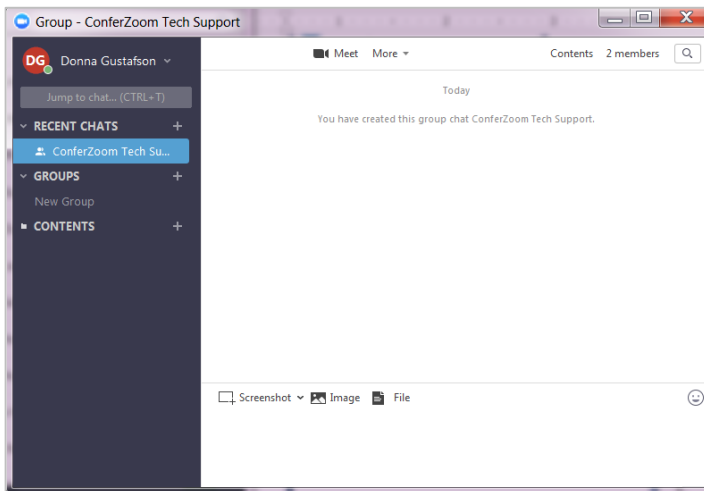 Group - ConferZoom Tech Support
DG Donna Gustafson
Jump to chat... (CTRL+T)
RECENT CHATS +
ConferZoom Tech Su...
GROUPS +
New Group
CONTENTS +
Meet More Contents 2 members
Today
You have created this group chat ConferZoom Tech Support.
Screenshot Image File